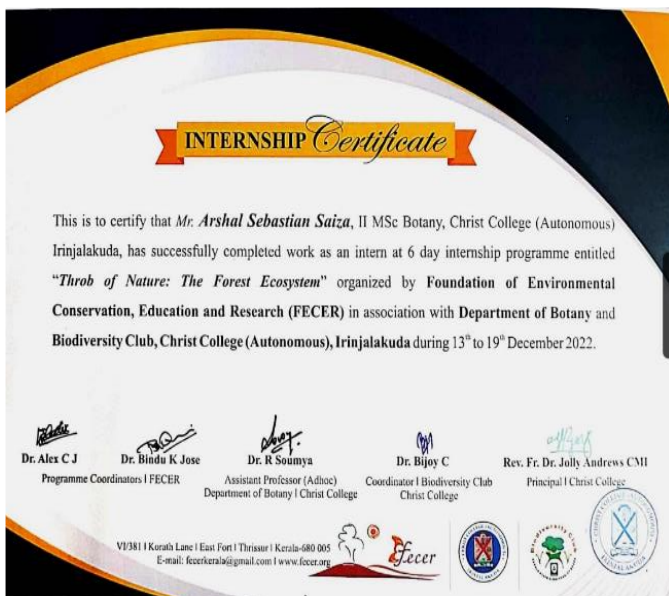 INTERNSHIP Certificate
This is to certify that Mr. Arshal Sebastian Saiza, II MSc Botany, Christ College (Autonomous)
Irinjalakuda, has successfully completed work as an intern at 6 day internship programme entitled
“Throb of Nature: The Forest Ecosystem” organized by Foundation of Environmental
Conservation, Education and Research (FECER) in association with Department of Botany and
Biodiversity Club, Christ College (Autonomous), Irinjalakuda during 13th to 19th December 2022.
Dr. Alex C J
Dr. Bindu K Jose
Programme Coordinators I FECER
Dr. R Soumya
Assistant Professor (Adhoc)
Department of Botany I Christ College
Dr. Bijoy C
Coordinator I Biodiversity Club
Christ College
Rev. Fr. Dr. Jolly Andrews CMI
Principal I Christ College
VI/381 I Korath Lane I East Fort I Thrissur I Kerala-680 005
E-mail: fecerkerala@gmail.com I www.fecer.org
fecer
Biodiversity Club